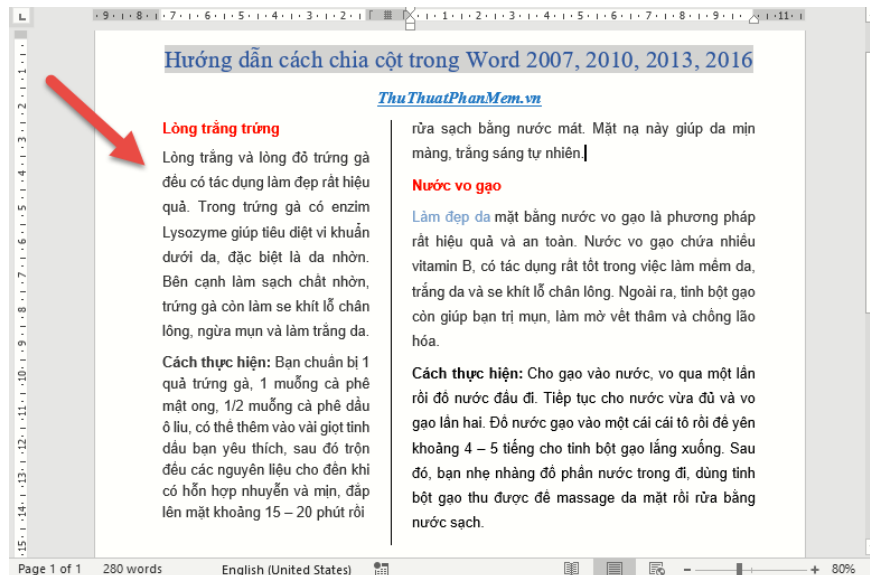 Hướng dẫn cách chia cột trong Word 2007, 2010, 2013, 2016
ThuThuatPhanMem.vn
Lòng trắng trứng
Lòng trắng và lòng đỏ trứng gà
đều có tác dụng làm đẹp rất hiệu
quả. Trong trứng gà có enzim
Lysozyme giúp tiêu diệt vi khuẩn
dưới da, đặc biệt là da nhờn.
Bên cạnh làm sạch chất nhờn,
trứng gà còn làm se khít lỗ chân
lông, ngừa mụn và làm trắng da.
Cách thực hiện: Bạn chuẩn bị 1
quả trứng gà, 1 muỗng cà phê
mật ong, 1/2 muỗng cà phê dầu
ô liu, có thể thêm vào vài giọt tinh
dầu bạn yêu thích, sau đó trộn
đều các nguyên liệu cho đến khi
có hỗn hợp nhuyễn và mịn, đắp
lên mặt khoảng 15 – 20 phút rồi
rửa sạch bằng nước mát. Mặt nạ này giúp da mịn
màng, trắng sáng tự nhiên.
Nước vo gạo
Làm đẹp da mặt bằng nước vo gạo là phương pháp
rất hiệu quả và an toàn. Nước vo gạo chứa nhiều
vitamin B, có tác dụng rất tốt trong việc làm mềm da,
trắng da và se khít lỗ chân lông. Ngoài ra, tinh bột gạo
còn giúp bạn trị mụn, làm mờ vết thâm và chống lão
hóa.
Cách thực hiện: Cho gạo vào nước, vo qua một lần
rồi đổ nước đầu đi. Tiếp tục cho nước vừa đủ và vo
gạo lần hai. Đổ nước gạo vào một cái cái tô rồi để yên
khoảng 4 – 5 tiếng cho tinh bột gạo lắng xuống. Sau
đó, bạn nhẹ nhàng đổ phần nước trong đi, dùng tinh
bột gạo thu được để massage da mặt rồi rửa bằng
nước sạch.
Page 1 of 1 280 words English (United States) 80%